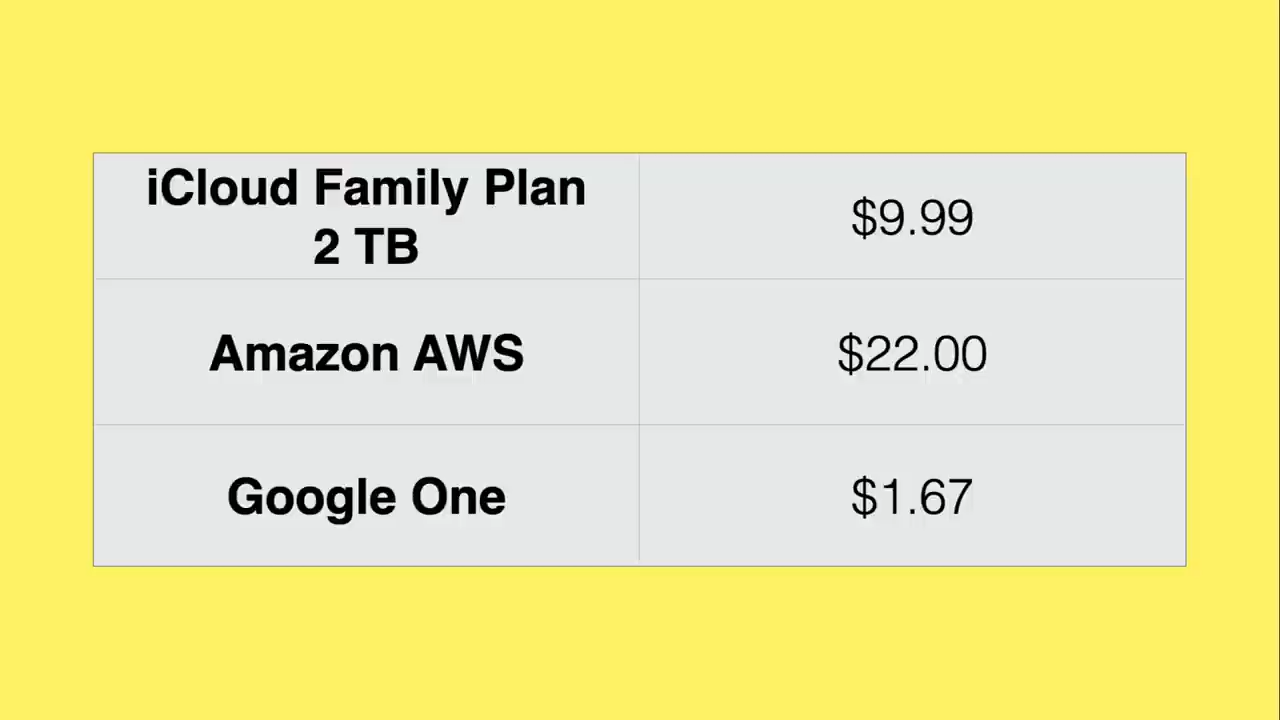 iCloud Family Plan
2 TB
$9.99
Amazon AWS
$22.00
Google One
$1.67